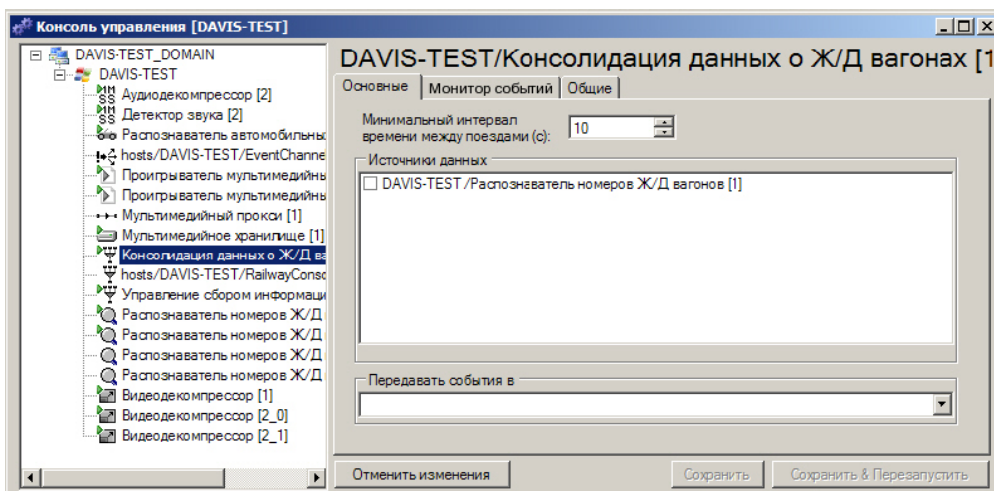 Консоль управления [DAVIS-TEST]
DAVIS-TEST_DOMAIN
DAVIS-TEST
Аудиодекомпрессор [2]
Детектор звука [2]
Распознаватель автомобильны
hosts/DAVIS-TEST/EventChanne
Проигрыватель мультимедийны
Проигрыватель мультимедийны
Мультимедийный прокси [1]
Мультимедийное хранилище [1]
Консолидация данных о Ж/Д ва
hosts/DAVIS-TEST/RailwayConso
Управление сбором информаци
Распознаватель номеров Ж/Д
Распознаватель номеров Ж/Д
Распознаватель номеров Ж/Д
Распознаватель номеров Ж/Д
Видеодекомпрессор [1]
Видеодекомпрессор [2_0]
Видеодекомпрессор [2_1]
DAVIS-TEST/Консолидация данных о Ж/Д вагонах [1
Основные Монитор событий Общие
Минимальный интервал
времени между поездами (с): 10
Источники данных
DAVIS-TEST /Распознаватель номеров Ж/Д вагонов [1]
Передавать события в
Отменить изменения Сохранить Сохранить & Перезапустить